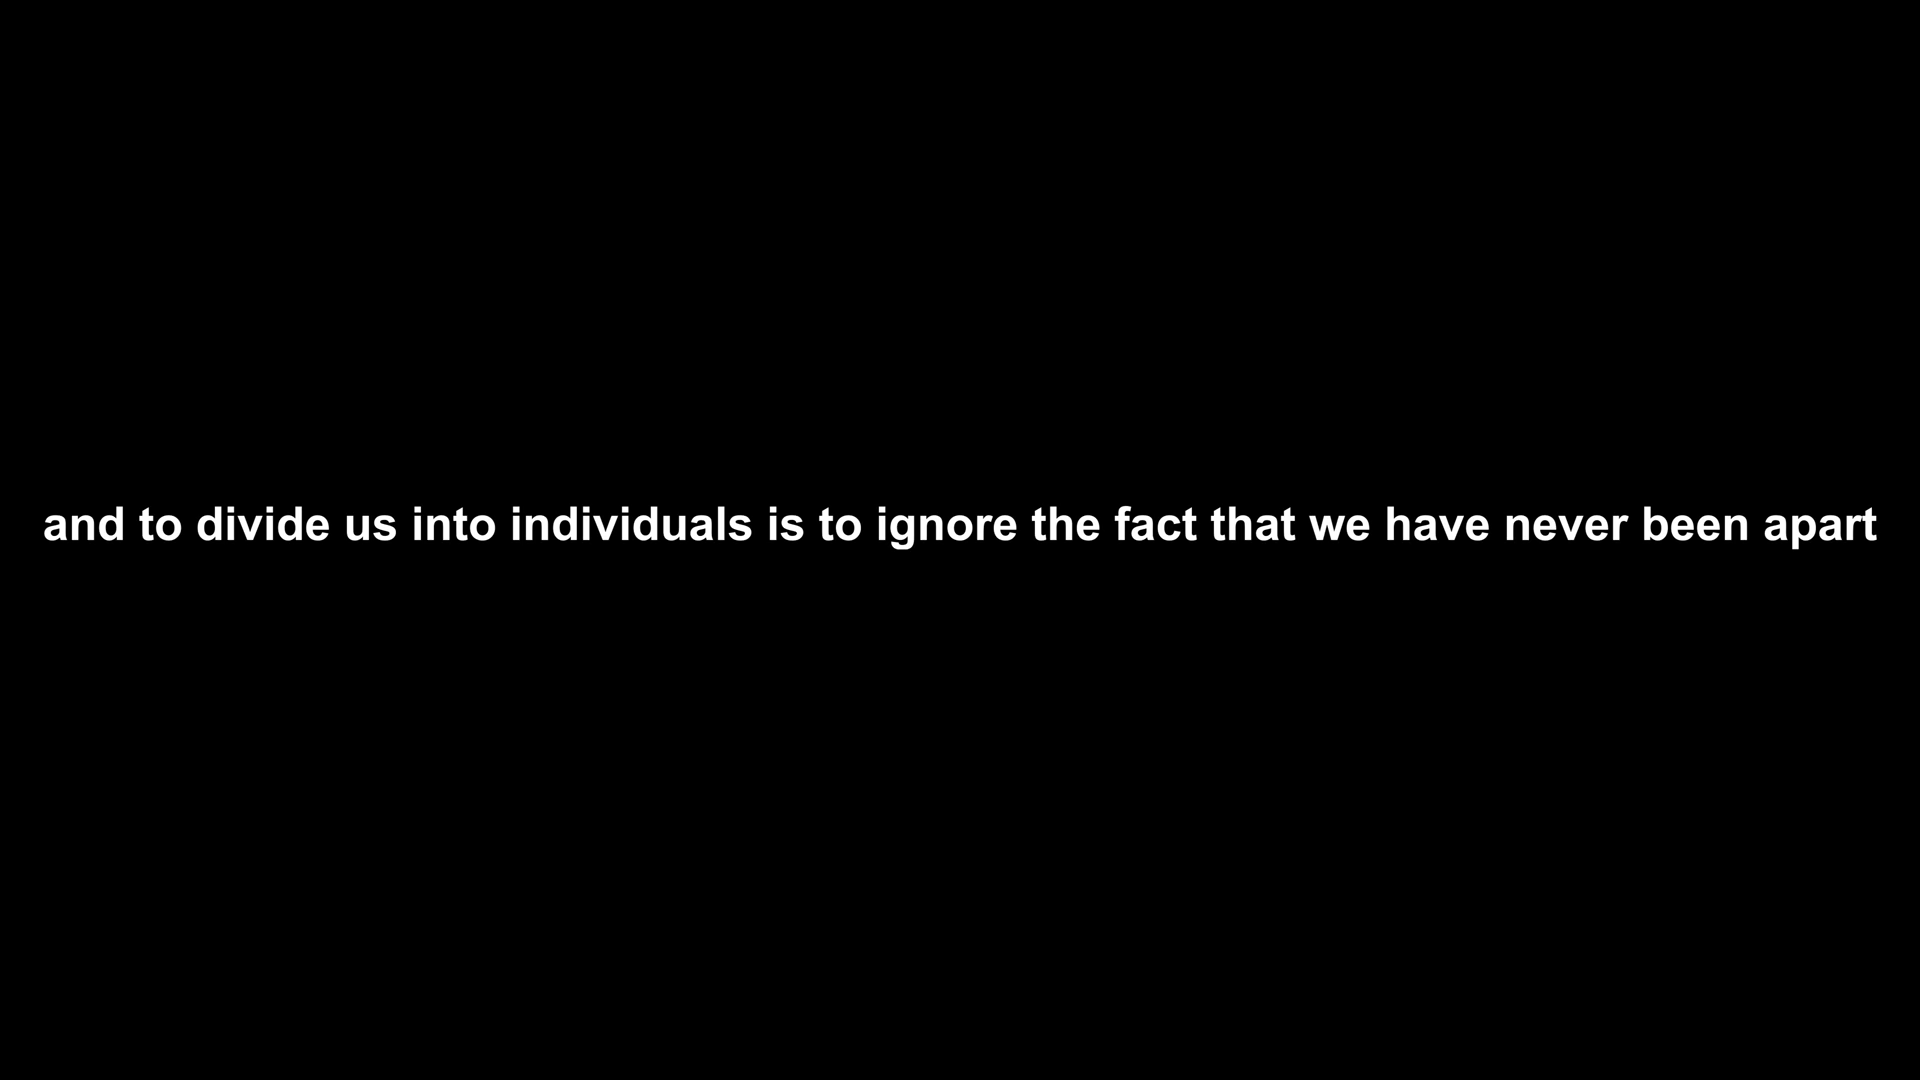 and to divide us into individuals is to ignore the fact that we have never been apart